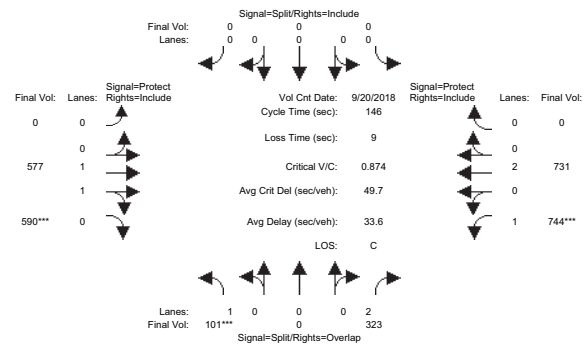 Signal=Split/Rights=Include
Final Vol: 0 0 0
Lanes: 0 0 0 0 0
Signal=Protect Signal=Protect
Final Vol: Lanes: Rights=Include Vol Cnt Date: 9/20/2018 Rights=Include Lanes: Final Vol:
Cycle Time (sec): 146
0 0 0 0
Loss Time (sec): 9
0 0
577 1 Critical V/C: 0.874 2 731
1 Avg Crit Del (sec/veh): 49.7 0
590*** 0 Avg Delay (sec/veh): 33.6 1 744***
LOS: C
Lanes: 1 0 0 0 2
Final Vol: 101*** 0 323
Signal=Split/Rights=Overlap